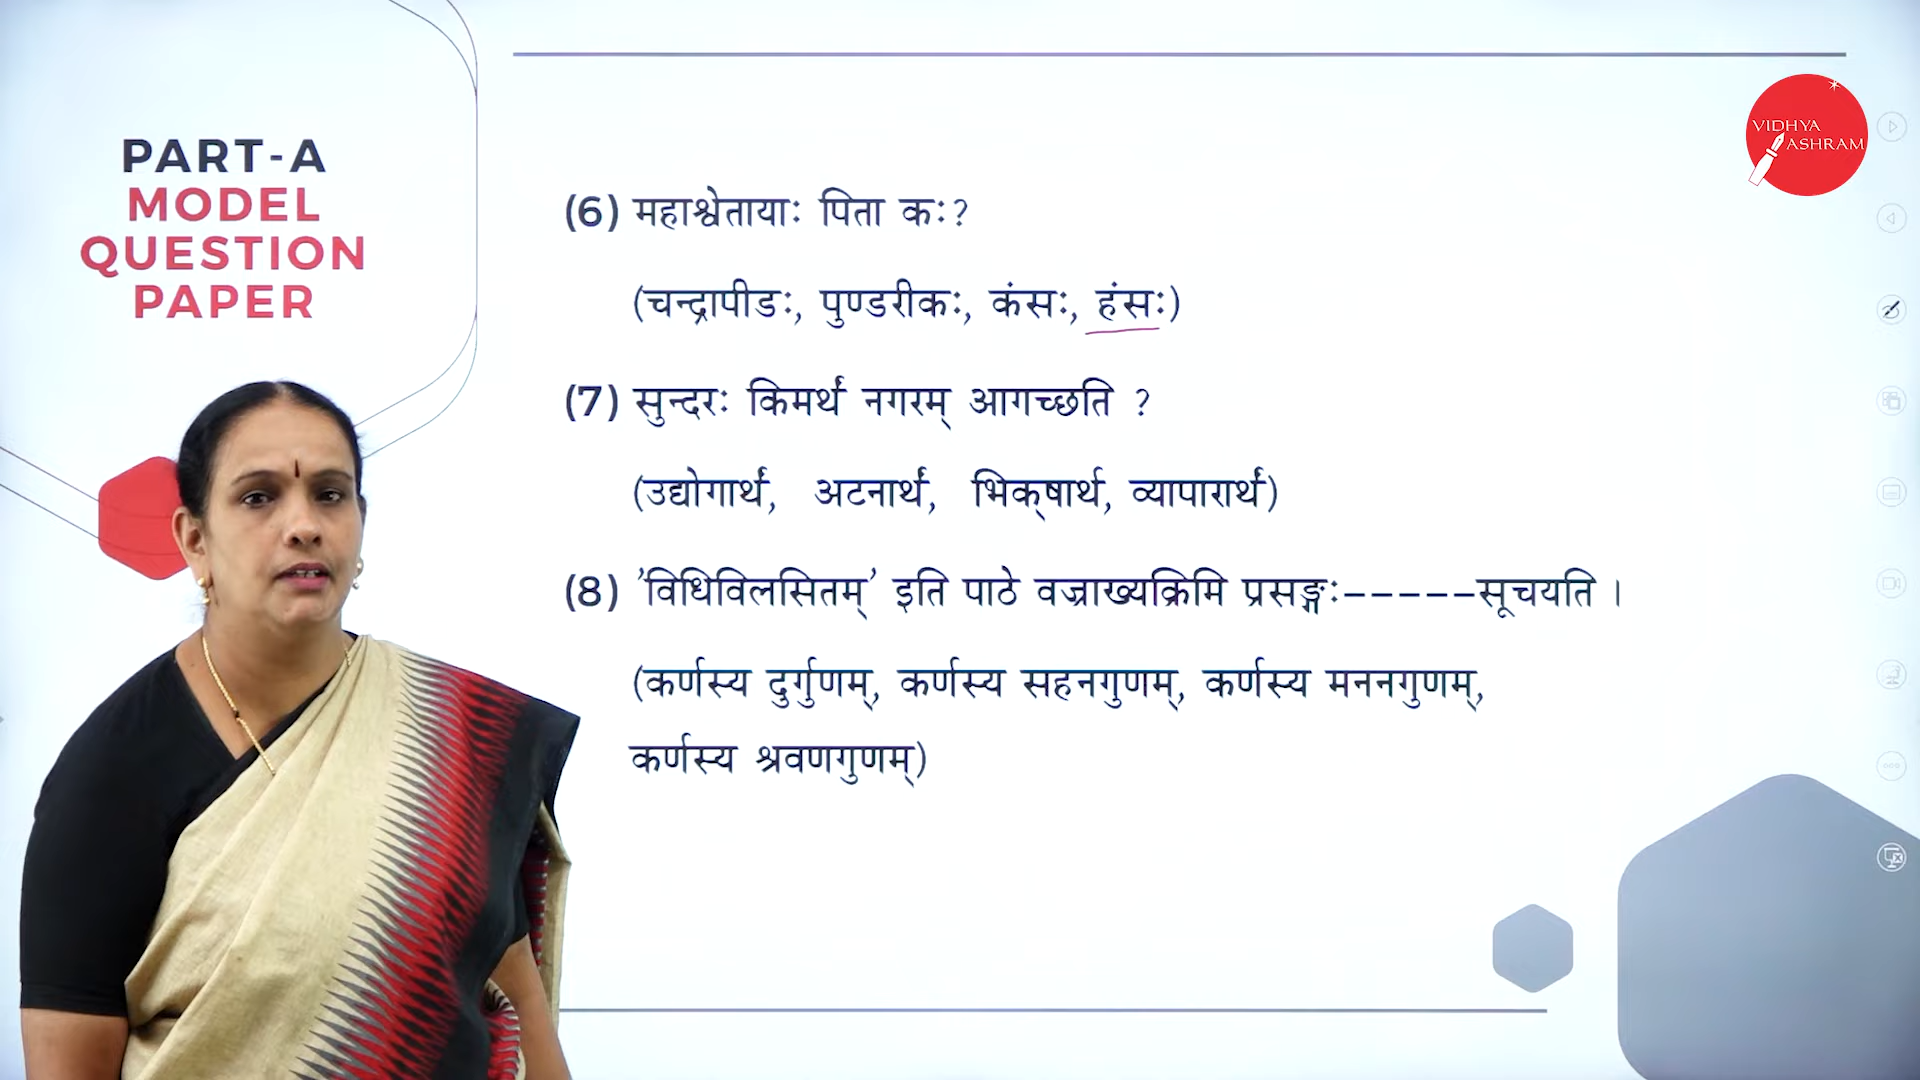 PART-A
MODEL
QUESTION
PAPER
VIDHYA
ASHRAM
(6) महाश्वेतायाः पिता कः?
(चन्द्रापीडः, पुण्डरीकः, कंसः, हंसः)
(7) सुन्दरः किमर्थं नगरम् आगच्छति ?
(उद्योगार्थं, अटनार्थं, भिक्षार्थ, व्यापारार्थं)
(8) 'विधिविलसितम्' इति पाठे वज्राख्यक्रिमि प्रसङ्गः-----सूचयति ।
(कर्णस्य दुर्गुणम्, कर्णस्य सहनगुणम्, कर्णस्य मननगुणम्,
कर्णस्य श्रवणगुणम्)